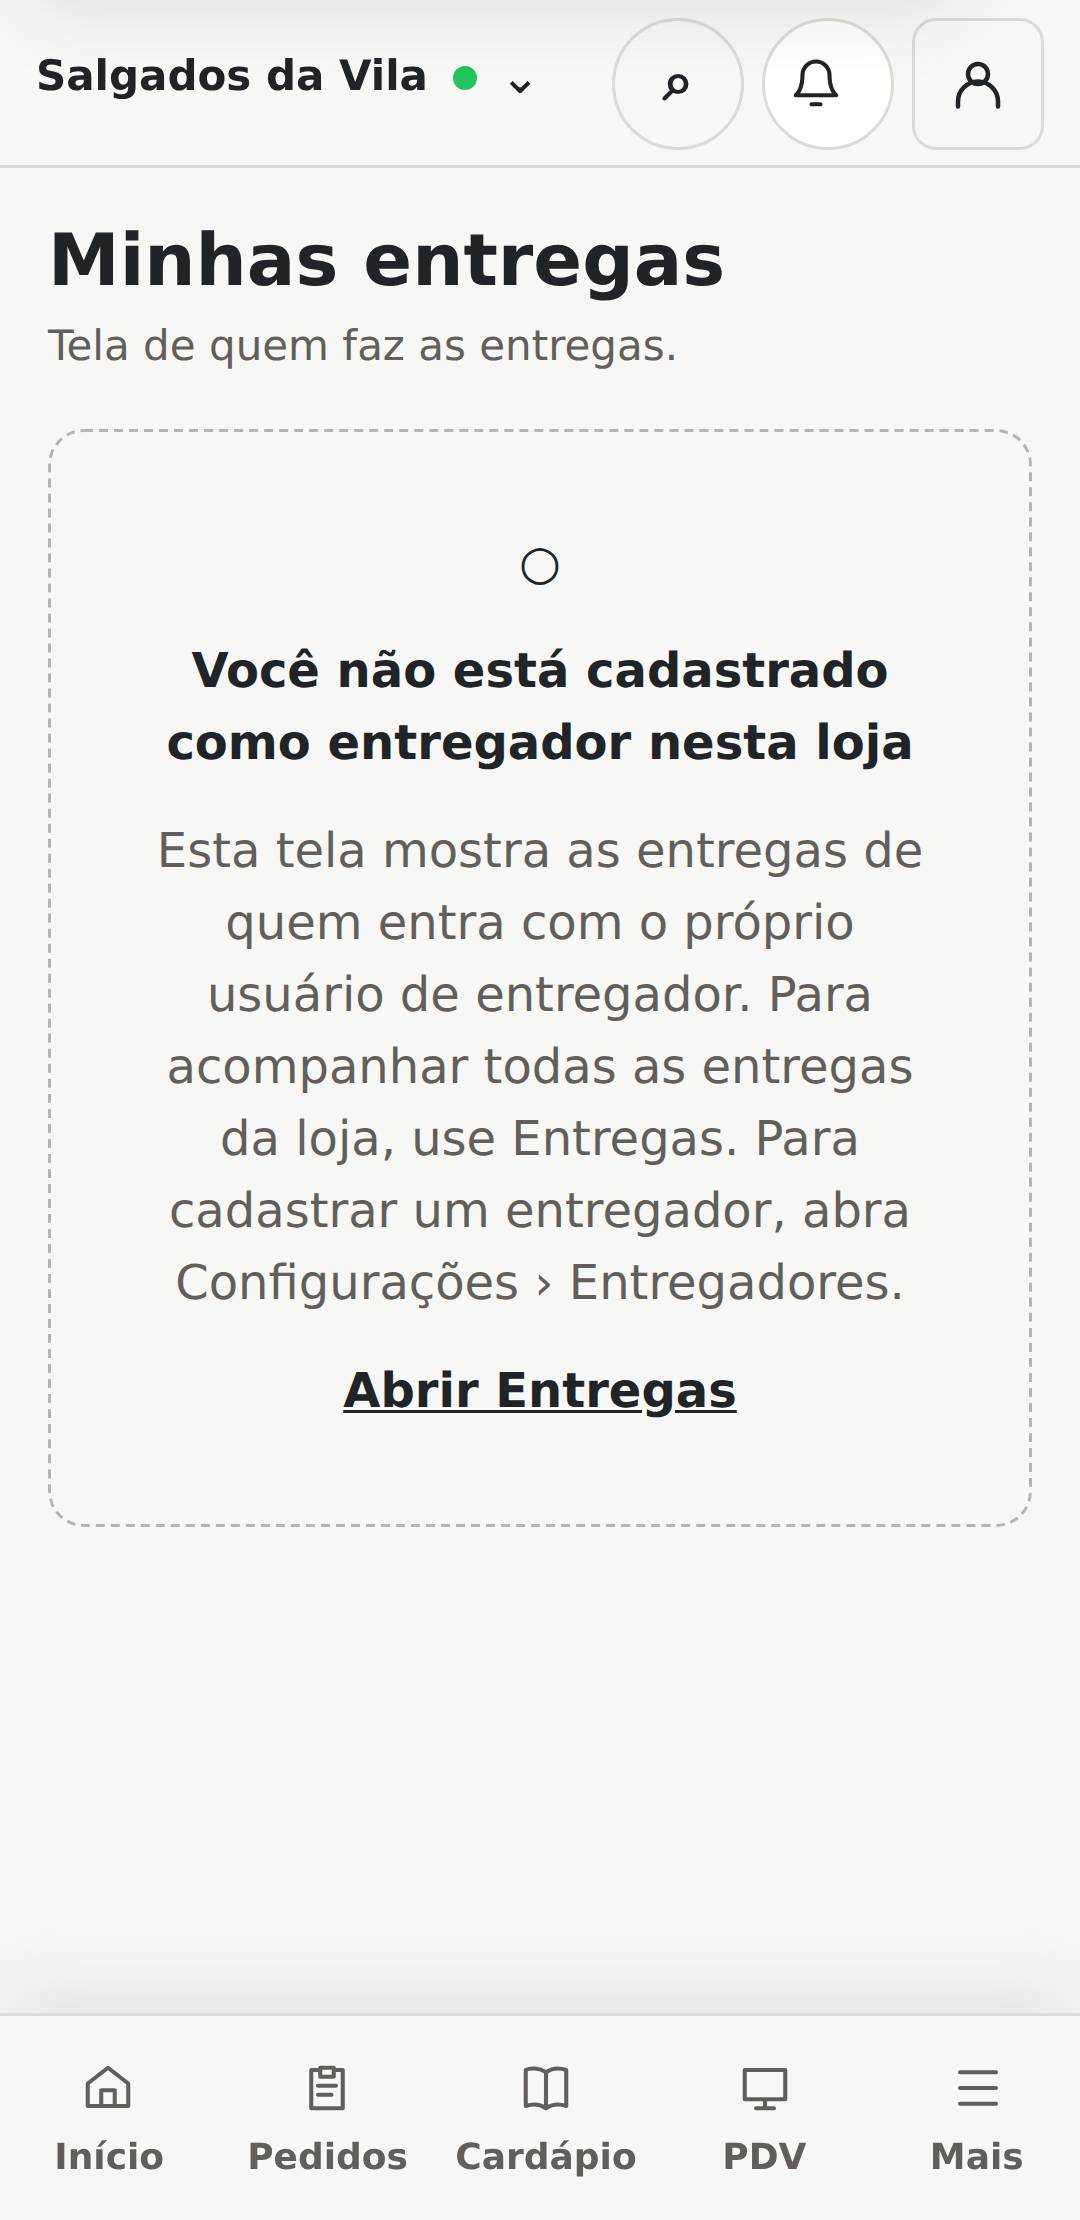 Salgados da Vila
Minhas entregas
Tela de quem faz as entregas.
Você não está cadastrado
como entregador nesta loja
Esta tela mostra as entregas de
quem entra com o próprio
usuário de entregador. Para
acompanhar todas as entregas
da loja, use Entregas. Para
cadastrar um entregador, abra
Configurações › Entregadores.
Abrir Entregas
Início
Pedidos
Cardápio
PDV
Mais